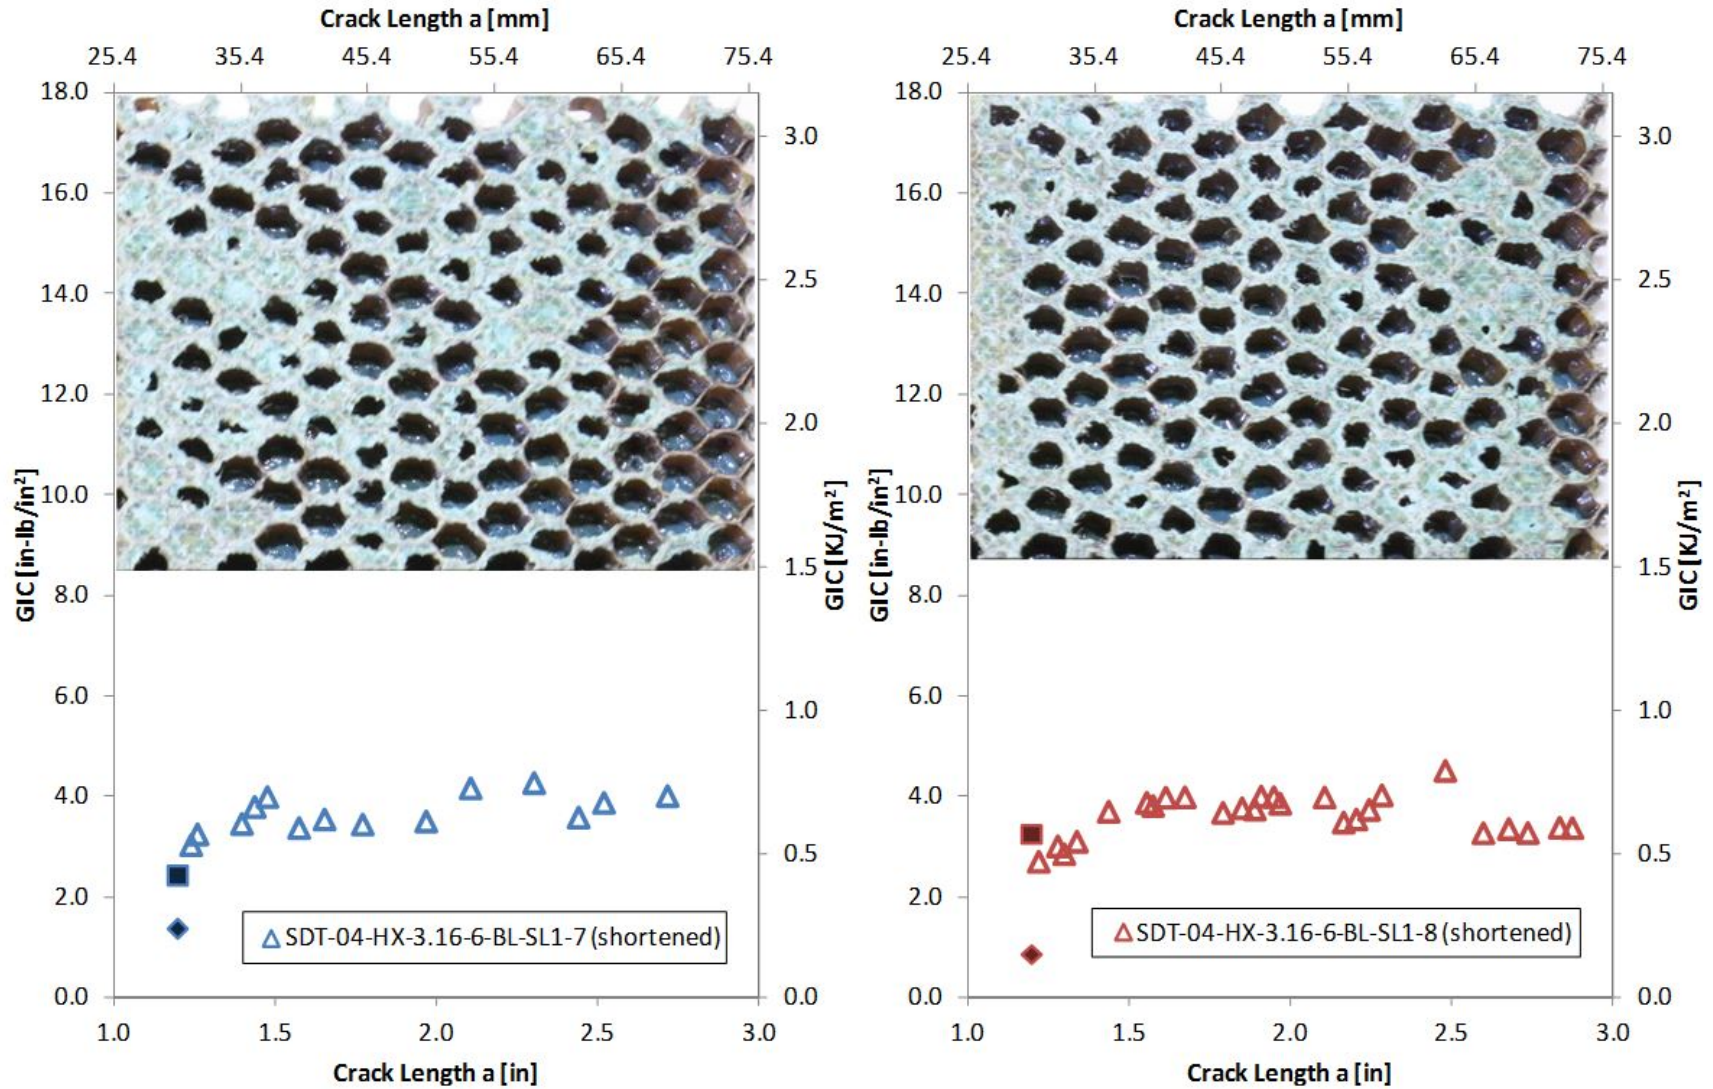 Crack Length a [mm]
25.4 35.4 45.4 55.4 65.4 75.4
18.0
16.0
14.0
12.0
10.0
8.0
6.0
4.0
2.0
0.0
GIC [in-lb/in²]
3.0
2.5
2.0
1.5
1.0
0.5
0.0
GIC [KJ/m²]
SDT-04-HX-3.16-6-BL-SL1-7 (shortened)
1.0 1.5 2.0 2.5 3.0
Crack Length a [in]
Crack Length a [mm]
25.4 35.4 45.4 55.4 65.4 75.4
18.0
16.0
14.0
12.0
10.0
8.0
6.0
4.0
2.0
0.0
GIC [in-lb/in²]
3.0
2.5
2.0
1.5
1.0
0.5
0.0
GIC [KJ/m²]
SDT-04-HX-3.16-6-BL-SL1-8 (shortened)
1.0 1.5 2.0 2.5 3.0
Crack Length a [in]